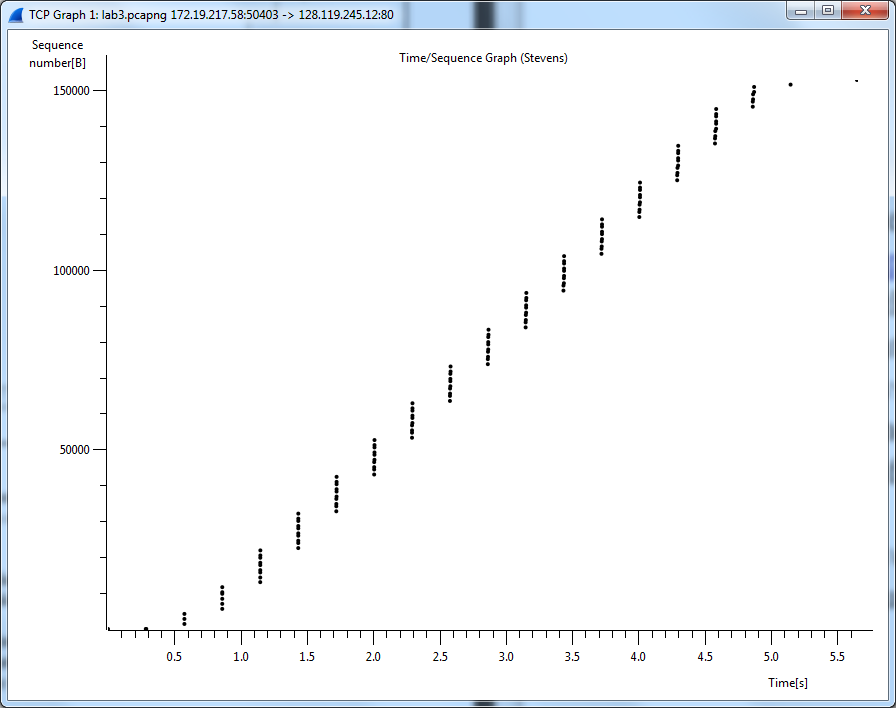 TCP Graph 1: lab3.pcapng 172.19.217.58:50403 -> 128.119.245.12:80
Sequence
number[B]
Time/Sequence Graph (Stevens)
150000
100000
50000
0.5 1.0 1.5 2.0 2.5 3.0 3.5 4.0 4.5 5.0 5.5
Time[s]